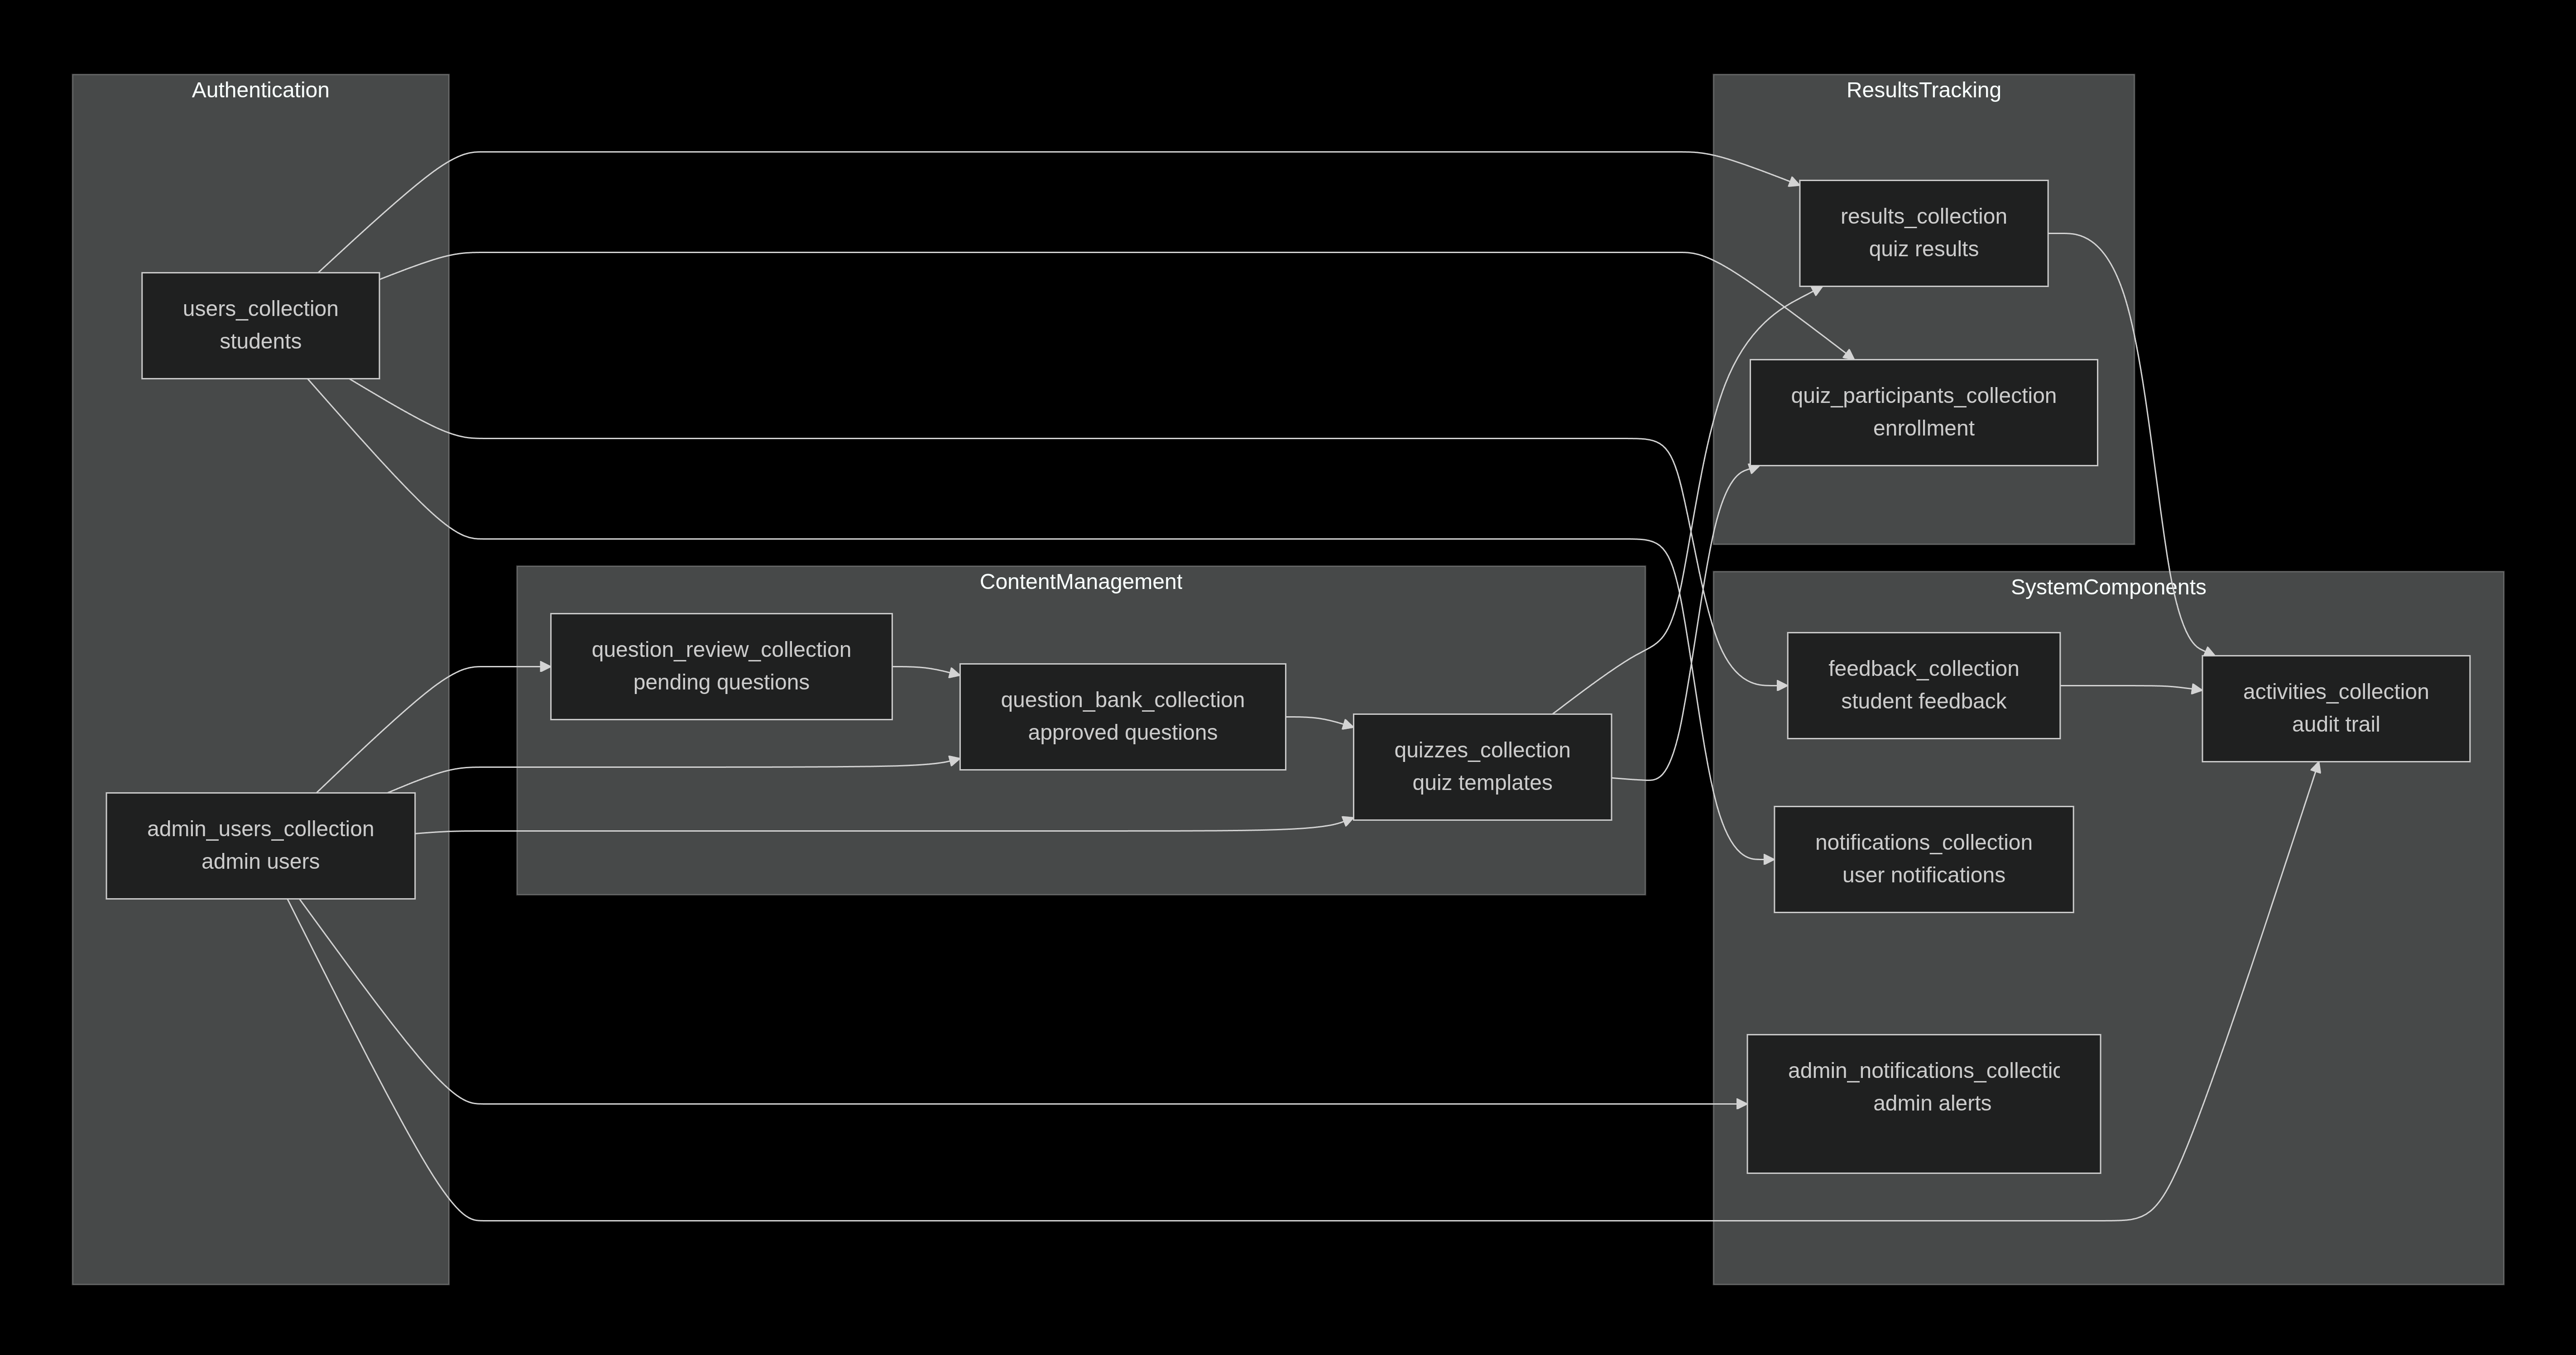 Authentication
users_collection
students
admin_users_collection
admin users
ContentManagement
question_review_collection
pending questions
question_bank_collection
approved questions
quizzes_collection
quiz templates
ResultsTracking
results_collection
quiz results
quiz_participants_collection
enrollment
SystemComponents
feedback_collection
student feedback
notifications_collection
user notifications
admin_notifications_collectic
admin alerts
activities_collection
audit trail